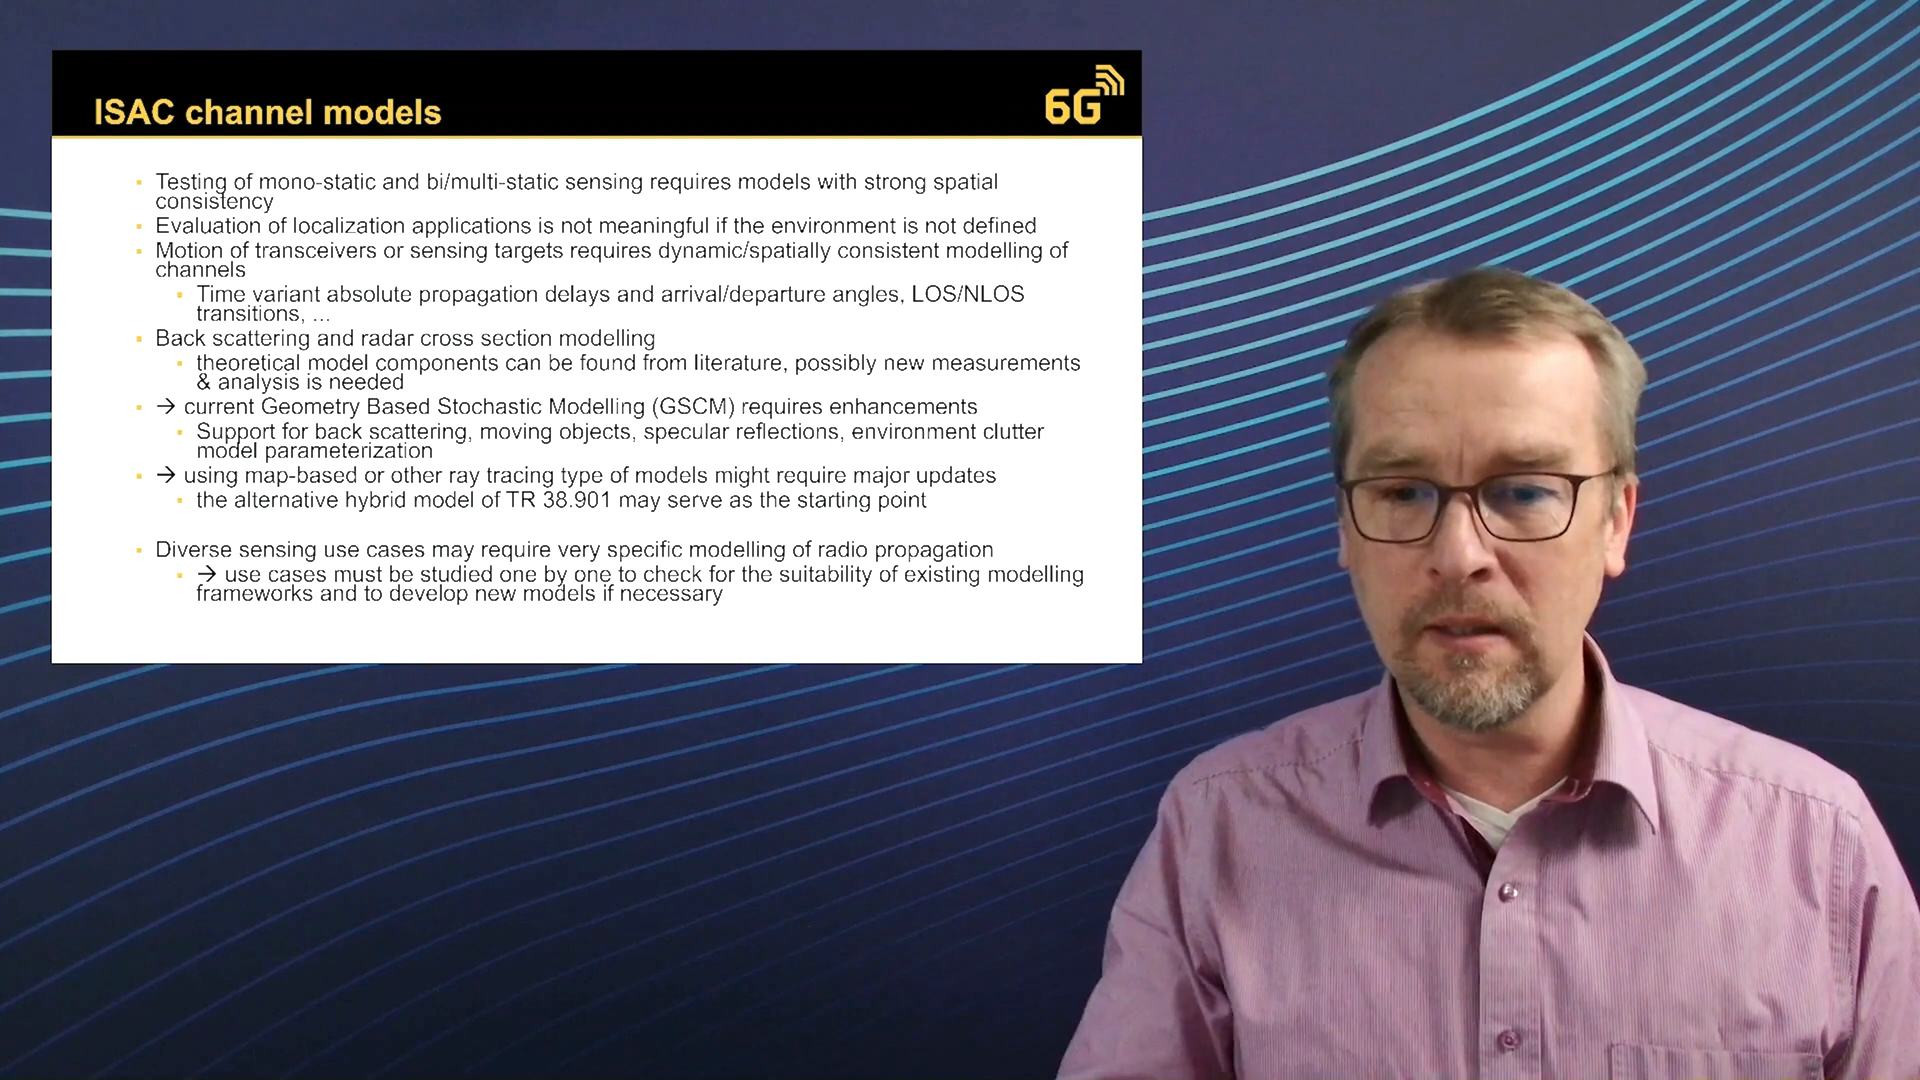 ISAC channel models
6G
▪ Testing of mono-static and bi/multi-static sensing requires models with strong spatial
consistency
▪ Evaluation of localization applications is not meaningful if the environment is not defined
▪ Motion of transceivers or sensing targets requires dynamic/spatially consistent modelling of
channels
▪ Time variant absolute propagation delays and arrival/departure angles, LOS/NLOS
transitions, ...
▪ Back scattering and radar cross section modelling
▪ theoretical model components can be found from literature, possibly new measurements
& analysis is needed
▪ → current Geometry Based Stochastic Modelling (GSCM) requires enhancements
▪ Support for back scattering, moving objects, specular reflections, environment clutter
model parameterization
▪ → using map-based or other ray tracing type of models might require major updates
▪ the alternative hybrid model of TR 38.901 may serve as the starting point
▪ Diverse sensing use cases may require very specific modelling of radio propagation
▪ → use cases must be studied one by one to check for the suitability of existing modelling
frameworks and to develop new models if necessary